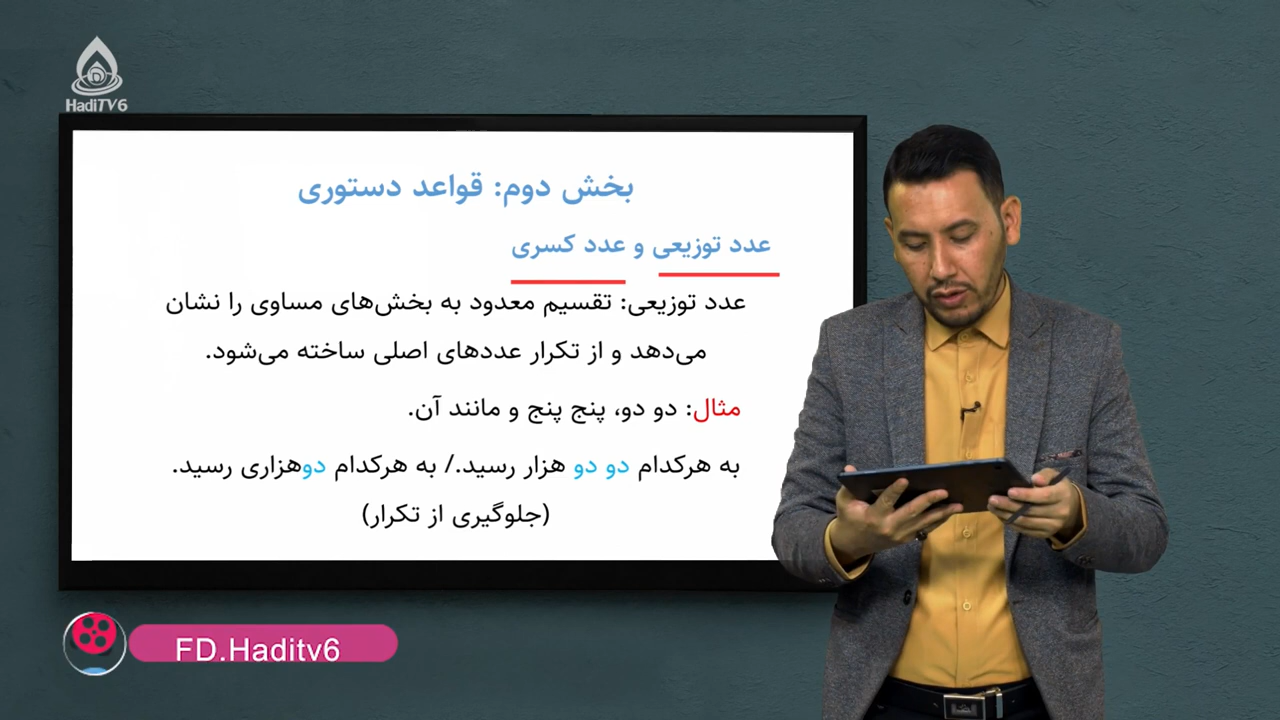 HadiTV6
بخش دوم: قواعد دستوری
عدد توزیعی و عدد کسری
عدد توزیعی: تقسیم معدود به بخش‌های مساوی را نشان
می‌دهد و از تکرار عددهای اصلی ساخته می‌شود.
مثال: دو دو، پنج پنج و مانند آن.
به هرکدام دو دو هزار رسید./ به هرکدام دوهزاری رسید.
(جلوگیری از تکرار)
FD.Haditv6